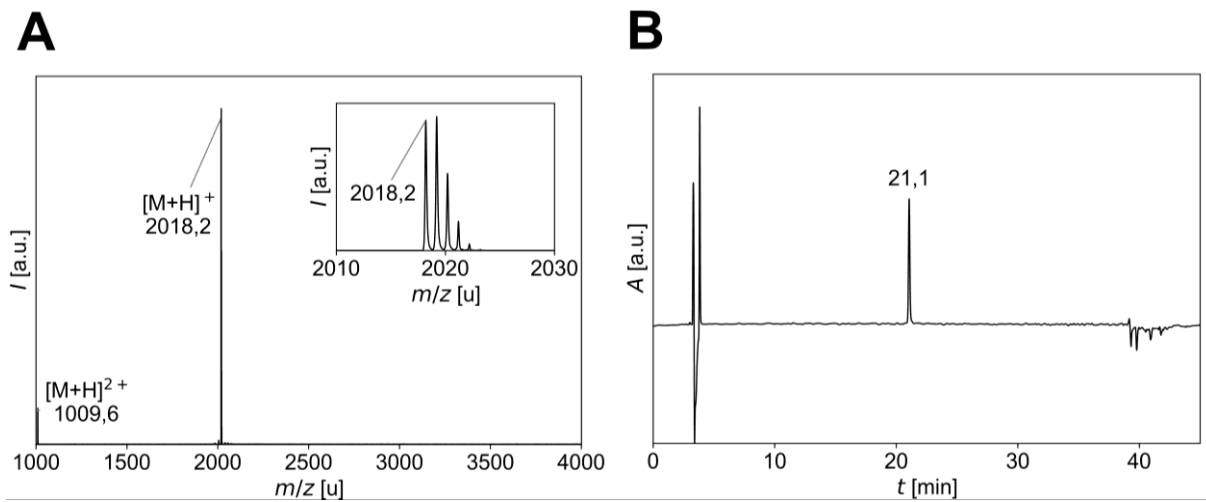 A
I [a.u.]
[M+H]+
2018,2
[M+H]2 +
1009,6
1000 1500 2000 2500 3000 3500 4000
m/z [u]
I [a.u.]
2018,2
2010 2020 2030
m/z [u]
B
A [a.u.]
21,1
0 10 20 30 40
t [min]